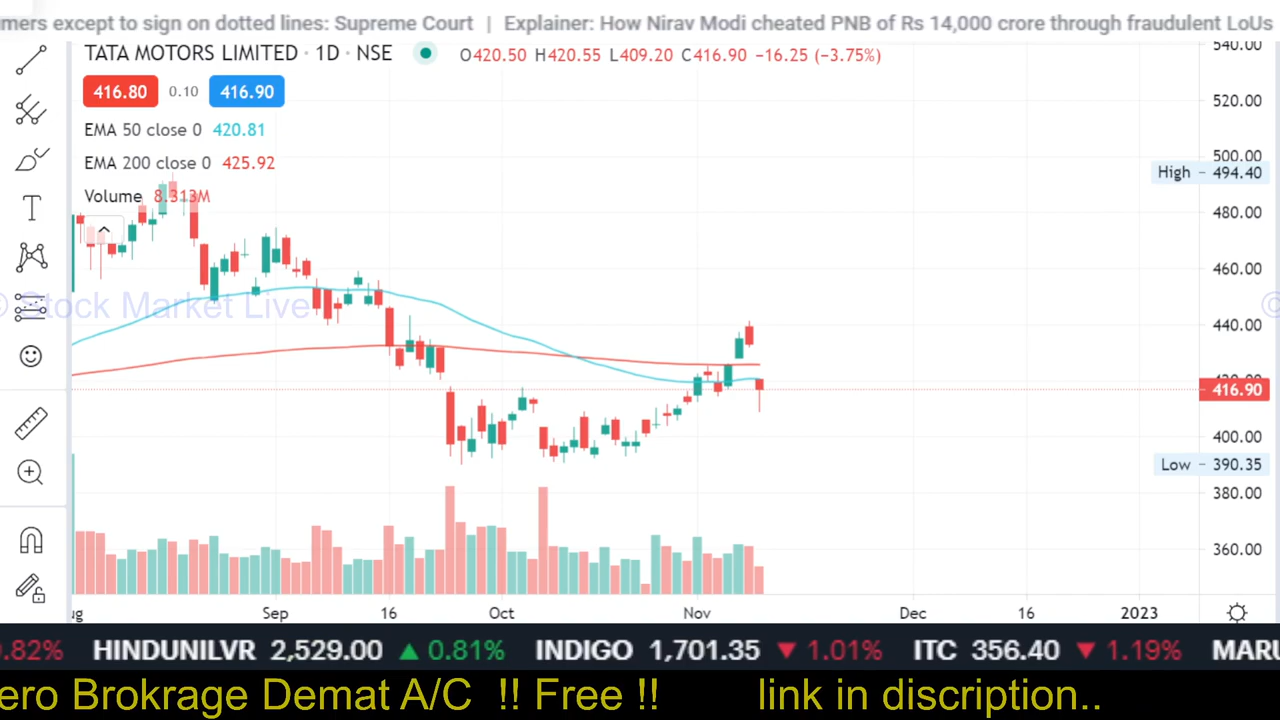 mers except to sign on dotted lines: Supreme Court | Explainer: How Nirav Modi cheated PNB of Rs 14,000 crore through fraudulent LoUs
TATA MOTORS LIMITED · 1D · NSE O420.50 H420.55 L409.20 C416.90 −16.25 (−3.75%)
416.80 0.10 416.90
EMA 50 close 0 420.81
EMA 200 close 0 425.92
Volume 8.313M
© Stock Market Live
540.00
520.00
500.00
High 494.40
480.00
460.00
440.00
420.00
416.90
400.00
Low 390.35
380.00
360.00
ug Sep 16 Oct Nov Dec 16 2023
0.82% HINDUNILVR 2,529.00 ▲ 0.81% INDIGO 1,701.35 ▼ 1.01% ITC 356.40 ▼ 1.19% MARU
ero Brokrage Demat A/C !! Free !! link in discription..